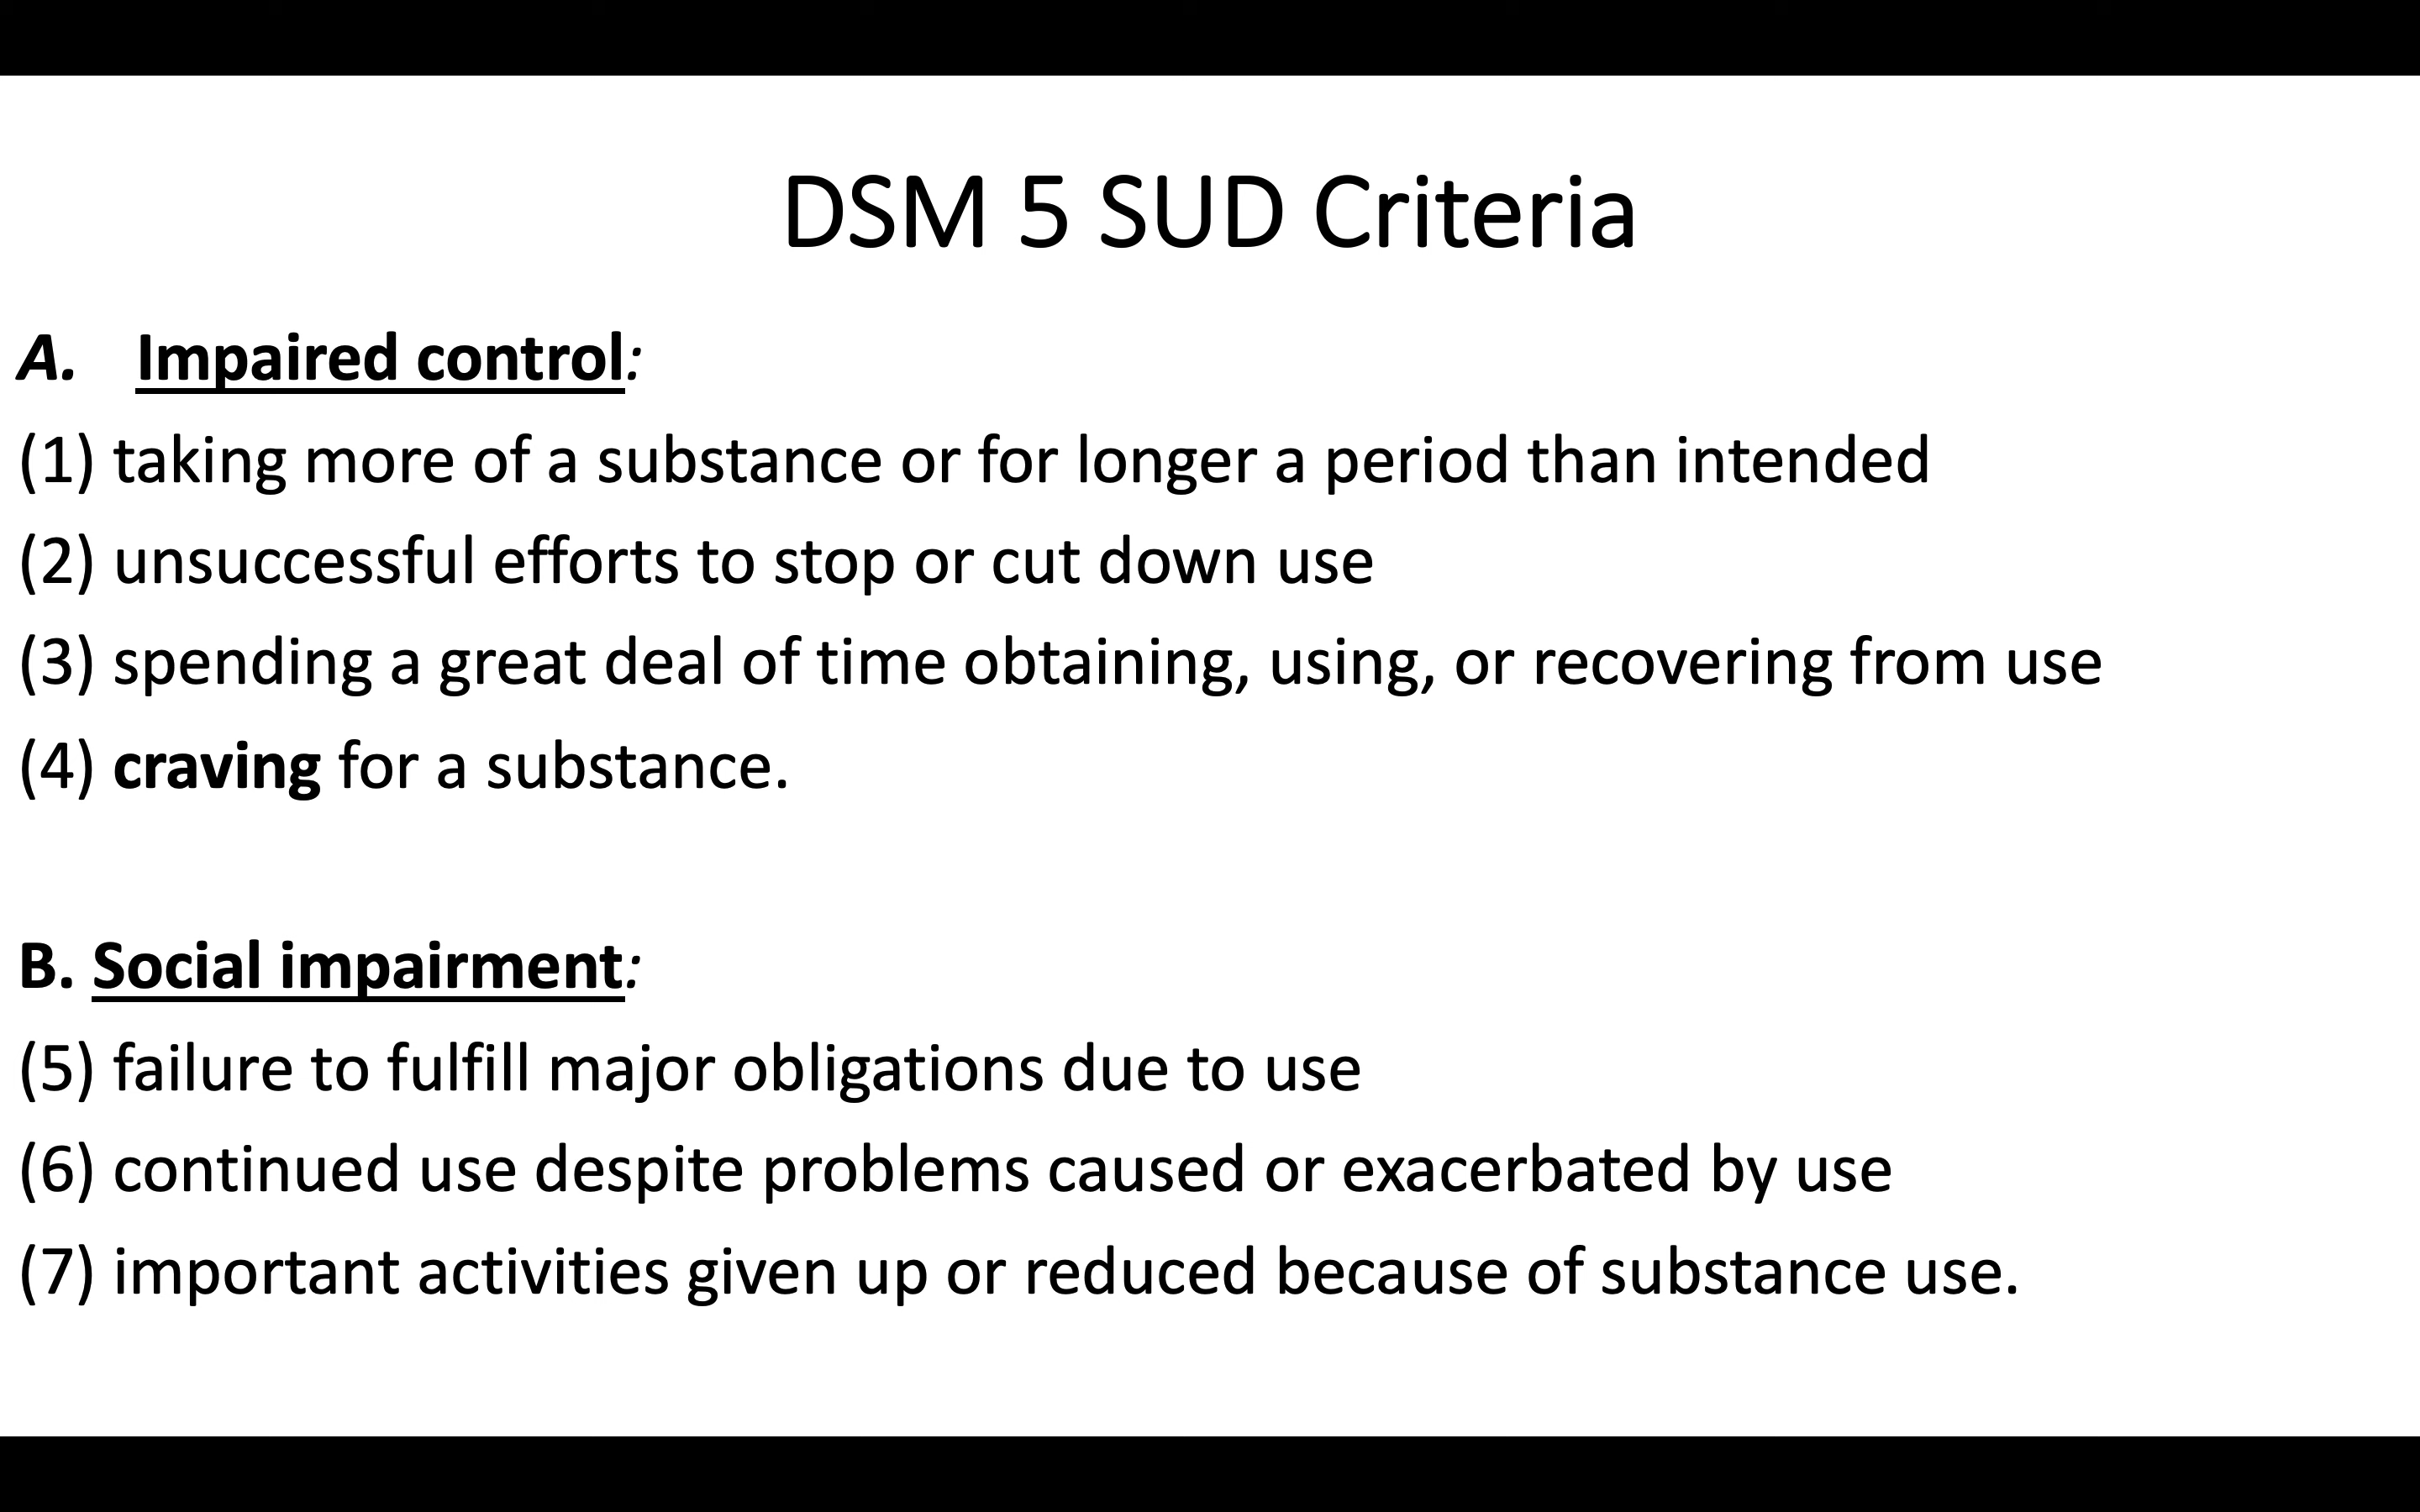 DSM 5 SUD Criteria
A. Impaired control:
(1) taking more of a substance or for longer a period than intended
(2) unsuccessful efforts to stop or cut down use
(3) spending a great deal of time obtaining, using, or recovering from use
(4) craving for a substance.
B. Social impairment:
(5) failure to fulfill major obligations due to use
(6) continued use despite problems caused or exacerbated by use
(7) important activities given up or reduced because of substance use.